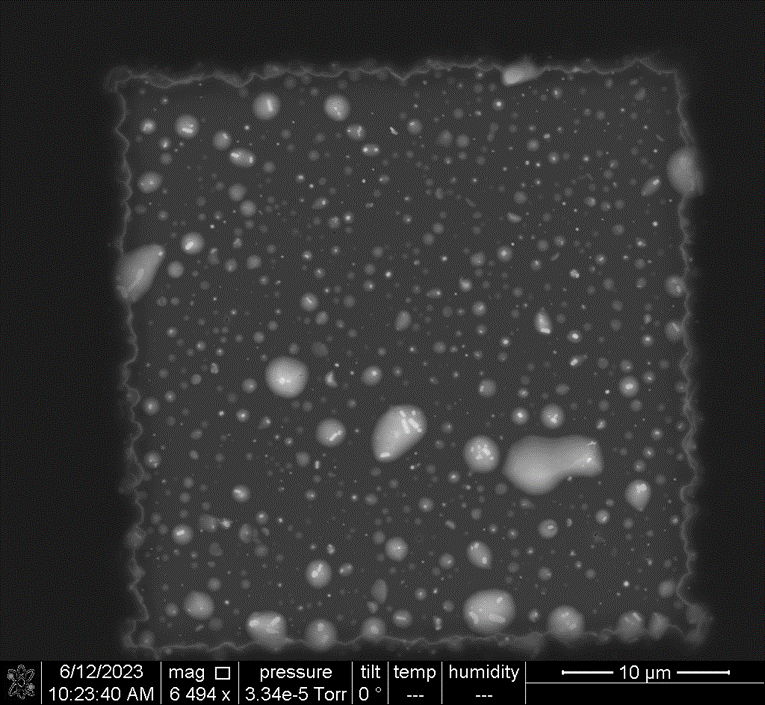 6/12/2023 mag pressure tilt temp humidity 10 µm
10:23:40 AM 6 494 x 3.34e-5 Torr 0 ° --- ---